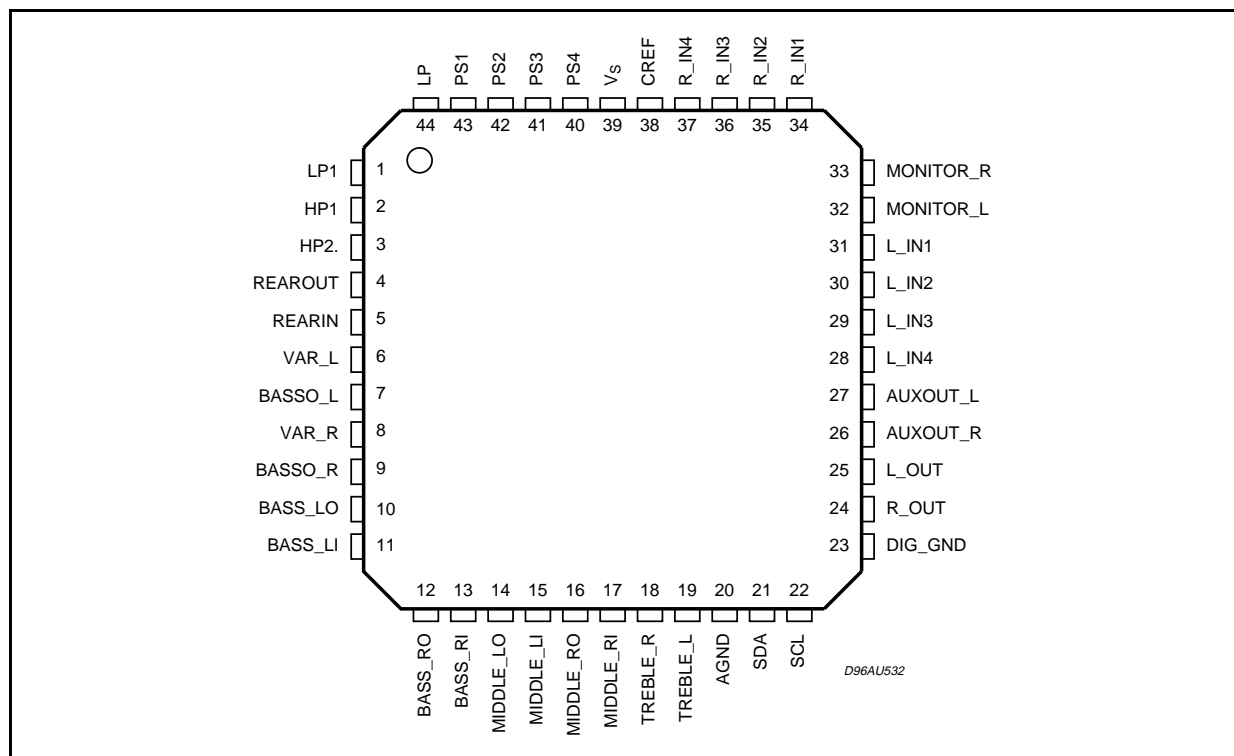 LP
PS1
PS2
PS3
PS4
VS
CREF
R_IN4
R_IN3
R_IN2
R_IN1
44 43 42 41 40 39 38 37 36 35 34
LP1 1
HP1 2
HP2. 3
REAROUT 4
REARIN 5
VAR_L 6
BASSO_L 7
VAR_R 8
BASSO_R 9
BASS_LO 10
BASS_LI 11
33 MONITOR_R
32 MONITOR_L
31 L_IN1
30 L_IN2
29 L_IN3
28 L_IN4
27 AUXOUT_L
26 AUXOUT_R
25 L_OUT
24 R_OUT
23 DIG_GND
12 13 14 15 16 17 18 19 20 21 22
BASS_RO
BASS_RI
MIDDLE_LO
MIDDLE_LI
MIDDLE_RO
MIDDLE_RI
TREBLE_R
TREBLE_L
AGND
SDA
SCL
D96AU532